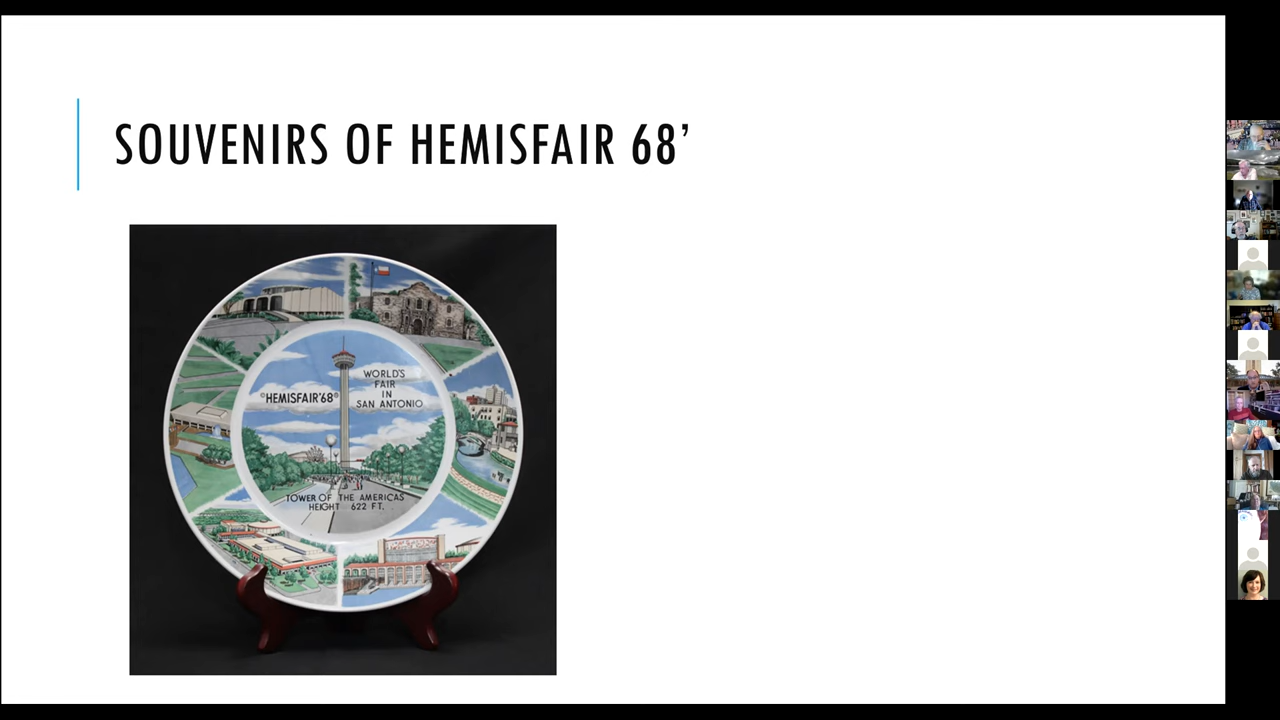 SOUVENIRS OF HEMISFAIR 68’
©HEMISFAIR'68®
WORLD'S
FAIR
IN
SAN ANTONIO
TOWER OF THE AMERICAS
HEIGHT 622 FT.